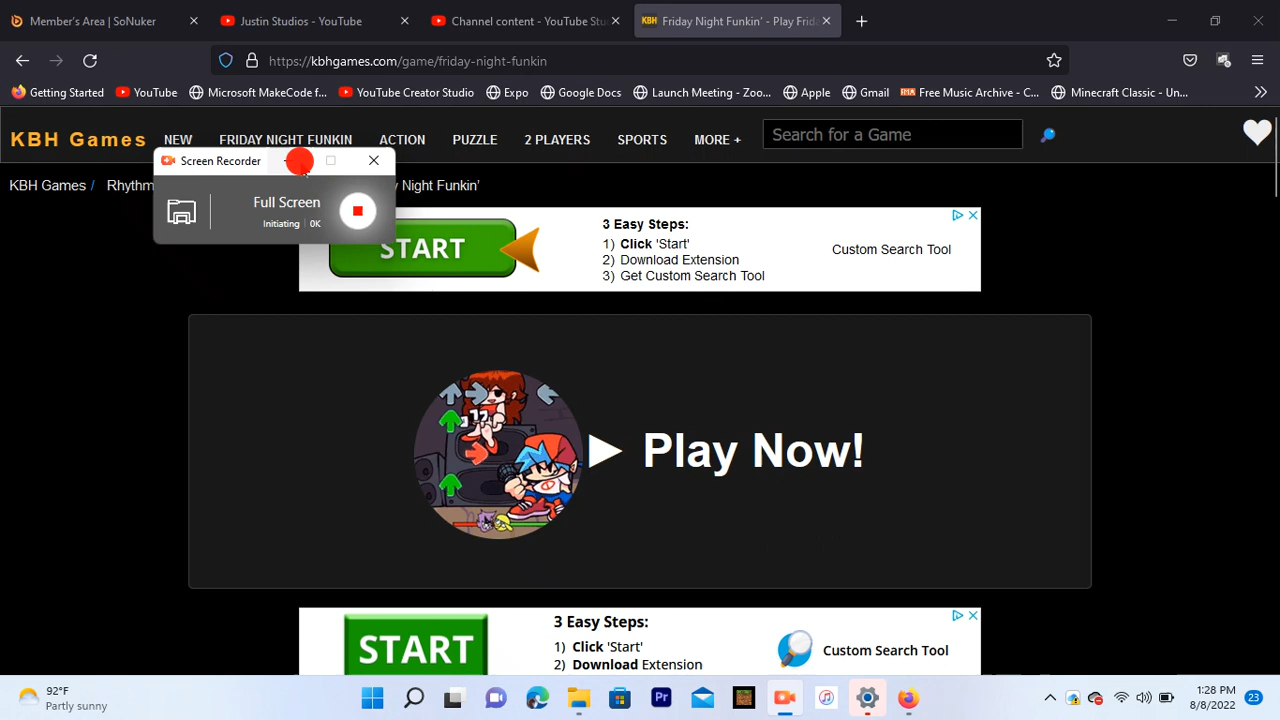 Member's Area | SoNuker
Justin Studios - YouTube
Channel content - YouTube Stu
KBH
Friday Night Funkin' - Play Frid
https://kbhgames.com/game/friday-night-funkin
Getting Started
YouTube
Microsoft MakeCode f...
YouTube Creator Studio
Expo
Google Docs
Launch Meeting - Zoo...
Apple
Gmail
Free Music Archive - C...
Minecraft Classic - Un...
KBH Games
NEW
FRIDAY NIGHT FUNKIN
ACTION
PUZZLE
2 PLAYERS
SPORTS
MORE +
Search for a Game
Screen Recorder
KBH Games /
Rhythm
y Night Funkin'
Full Screen
Initiating | 0K
START
3 Easy Steps:
1) Click 'Start'
2) Download Extension
3) Get Custom Search Tool
Custom Search Tool
Play Now!
START
3 Easy Steps:
1) Click 'Start'
2) Download Extension
Custom Search Tool
92°F
Partly sunny
Pr
1:28 PM
8/8/2022
23